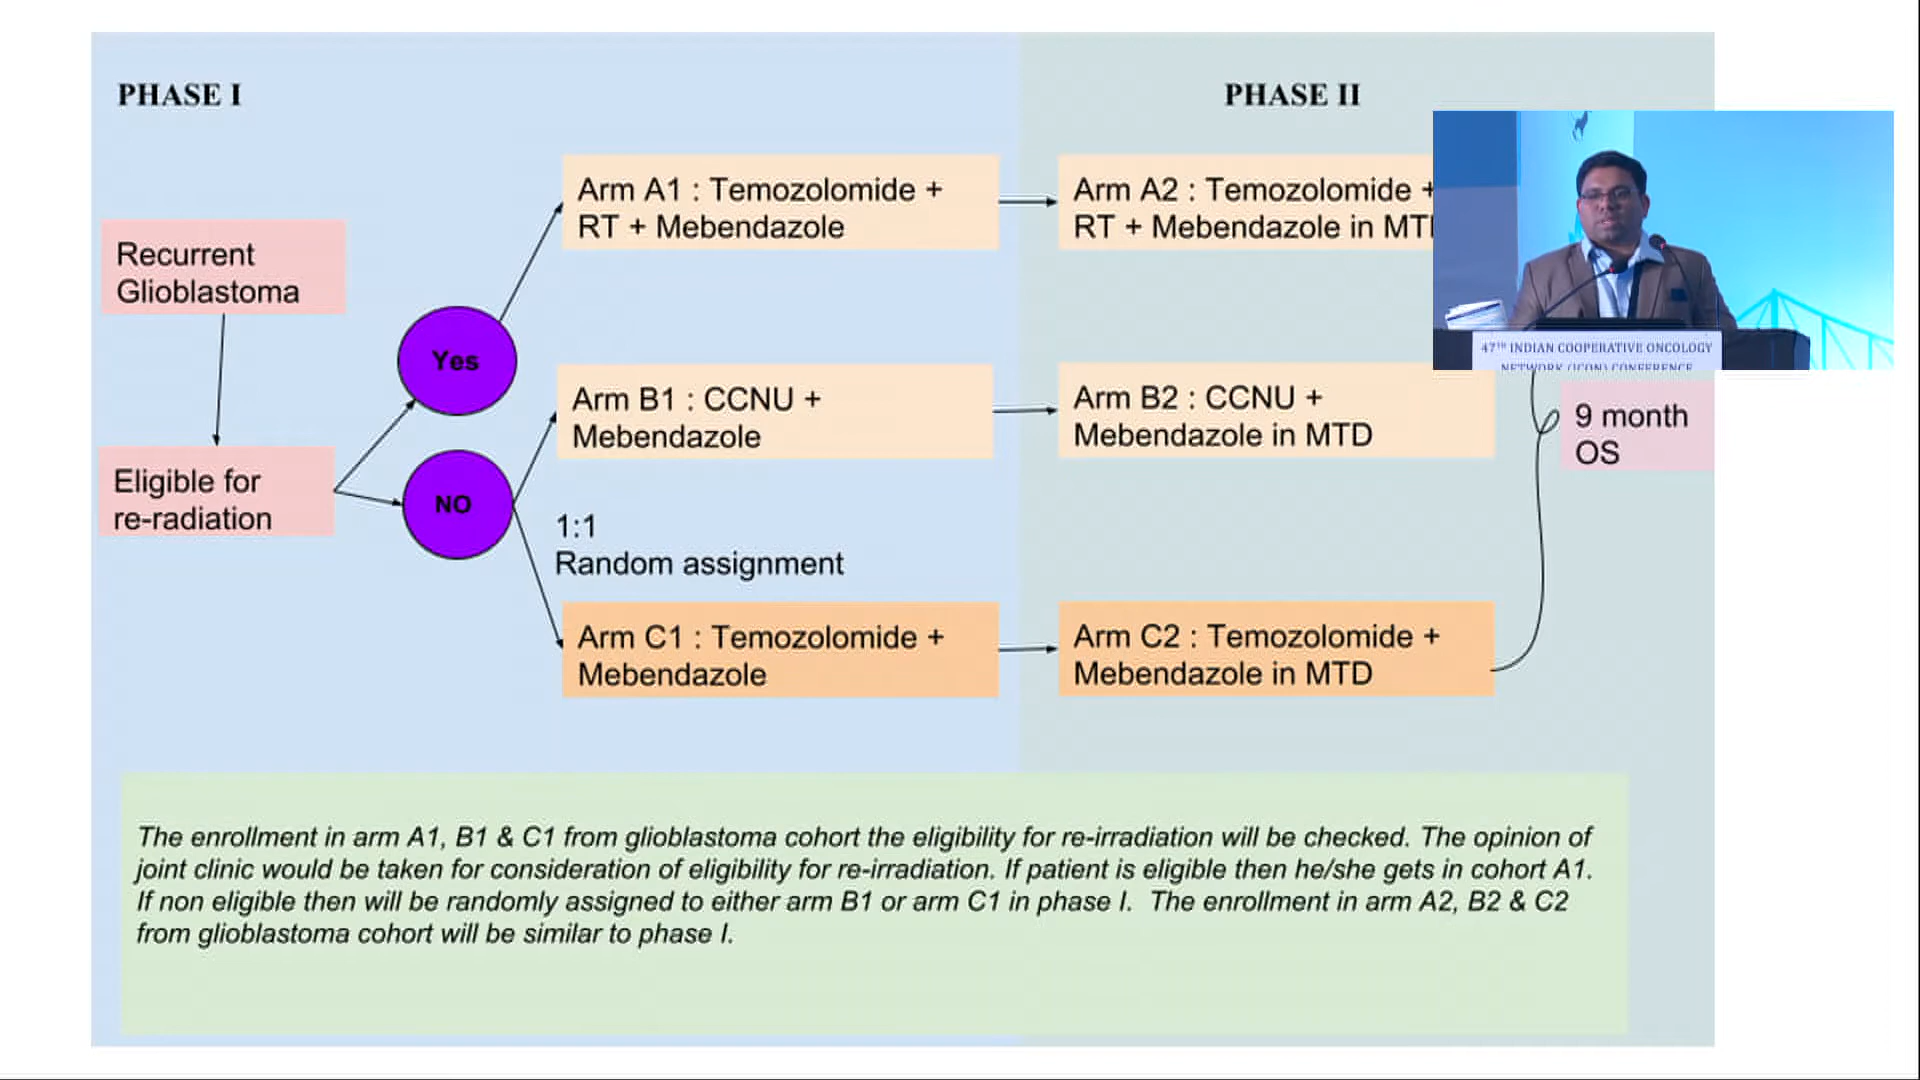 PHASE I
PHASE II
Recurrent
Glioblastoma
Eligible for
re-radiation
Yes
NO
Arm A1 : Temozolomide +
RT + Mebendazole
Arm B1 : CCNU +
Mebendazole
1:1
Random assignment
Arm C1 : Temozolomide +
Mebendazole
Arm A2 : Temozolomide +
RT + Mebendazole in
Arm B2 : CCNU +
Mebendazole in MTD
Arm C2 : Temozolomide +
Mebendazole in MTD
9 month
OS
47TH INDIAN COOPERATIVE ONCOLOGY
NETWORK (ICON) CONFERENCE
The enrollment in arm A1, B1 & C1 from glioblastoma cohort the eligibility for re-irradiation will be checked. The opinion of
joint clinic would be taken for consideration of eligibility for re-irradiation. If patient is eligible then he/she gets in cohort A1.
If non eligible then will be randomly assigned to either arm B1 or arm C1 in phase I. The enrollment in arm A2, B2 & C2
from glioblastoma cohort will be similar to phase I.